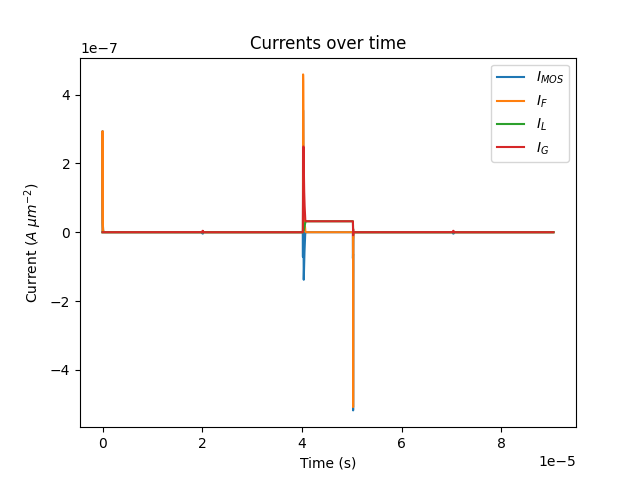 Currents over time
1e−7
4
2
0
−2
−4
Current (A μm⁻²)
I_MOS
I_F
I_L
I_G
0 2 4 6 8
1e−5
Time (s)